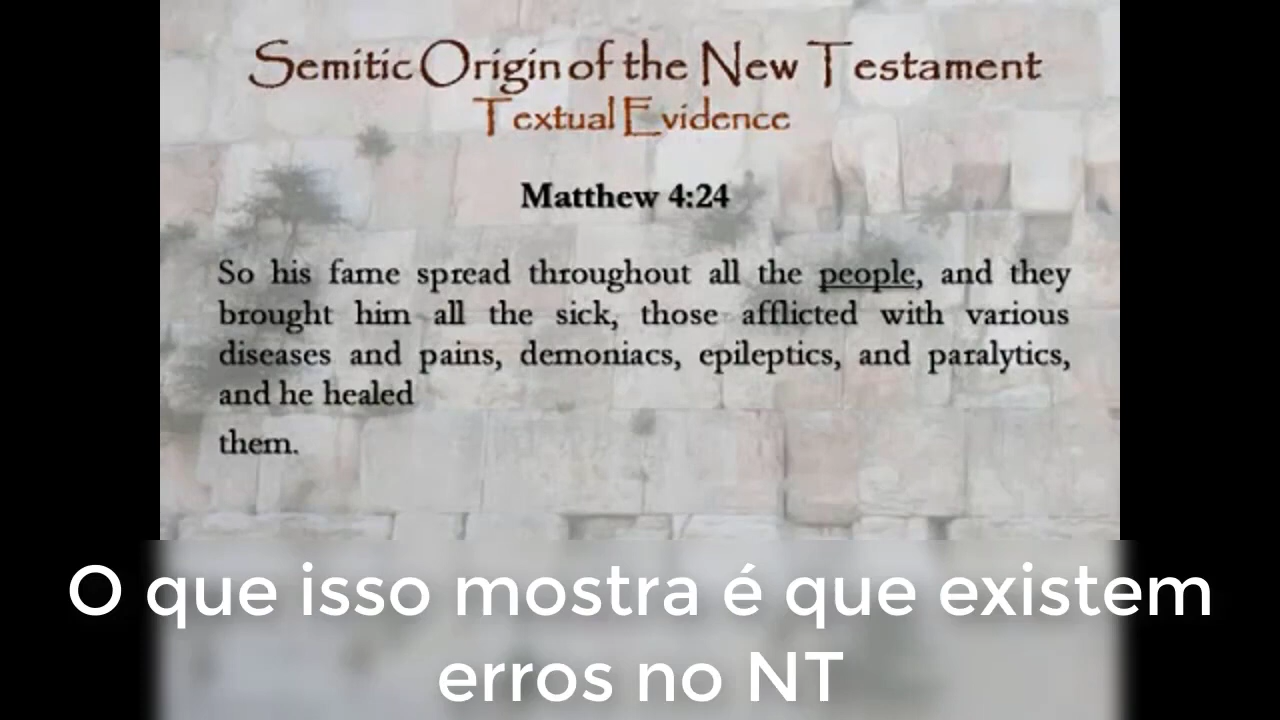 Semitic Origin of the New Testament
Textual Evidence
Matthew 4:24
So his fame spread throughout all the people, and they
brought him all the sick, those afflicted with various
diseases and pains, demoniacs, epileptics, and paralytics,
and he healed
them.
O que isso mostra é que existem
erros no NT